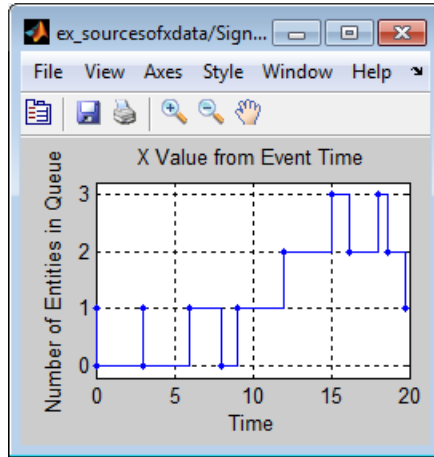 ex_sourcesofxdata/Sign...
File View Axes Style Window Help
X Value from Event Time
Number of Entities in Queue
3
2
1
0
0 5 10 15 20
Time